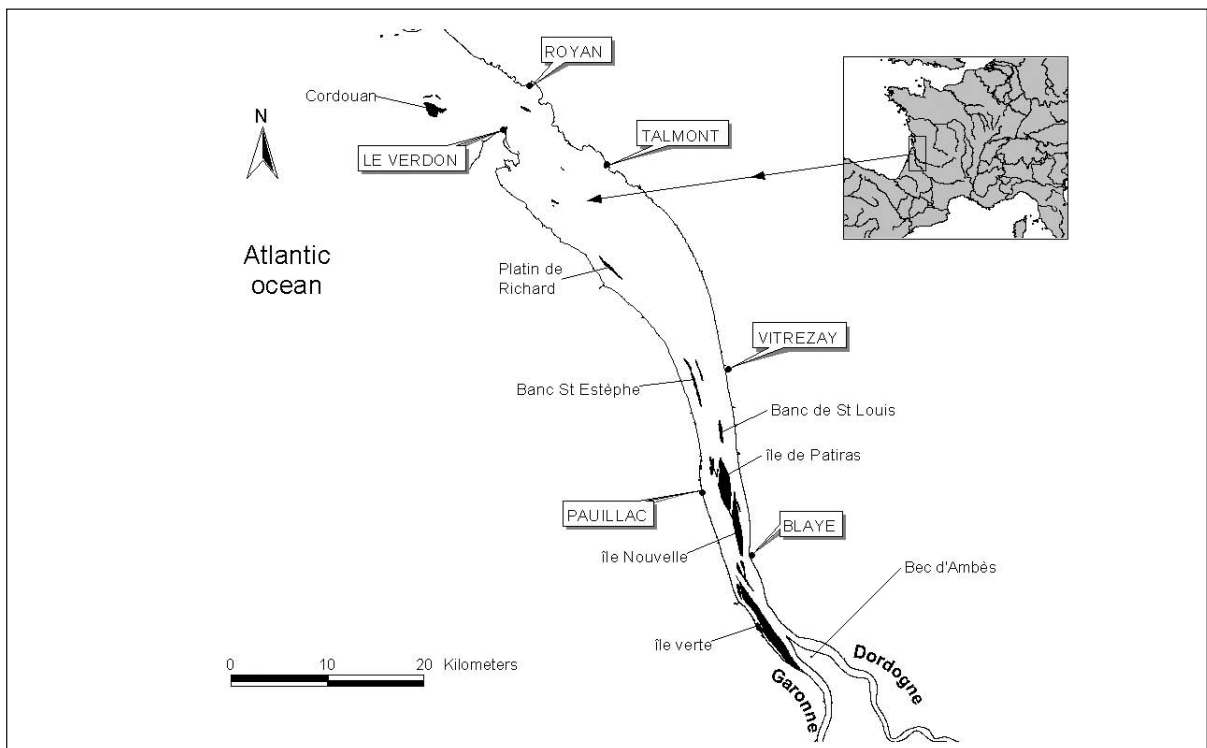 ROYAN
Cordouan
N
LE VERDON
TALMONT
Atlantic
ocean
Platin de
Richard
VITREZAY
Banc St Estèphe
Banc de St Louis
île de Patiras
PAUILLAC
BLAYE
île Nouvelle
Bec d'Ambès
île verte
Dordogne
Garonne
0 10 20 Kilometers